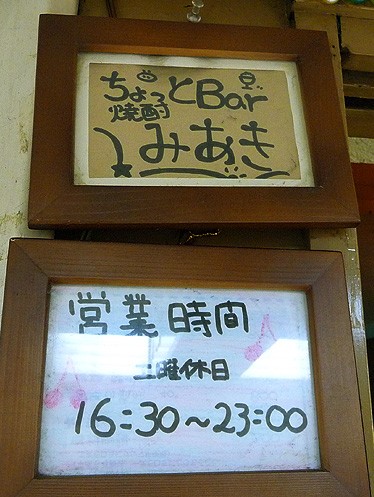 ちょっとBar
焼酎
みあき
営業時間
土曜休日
16:30~23:00